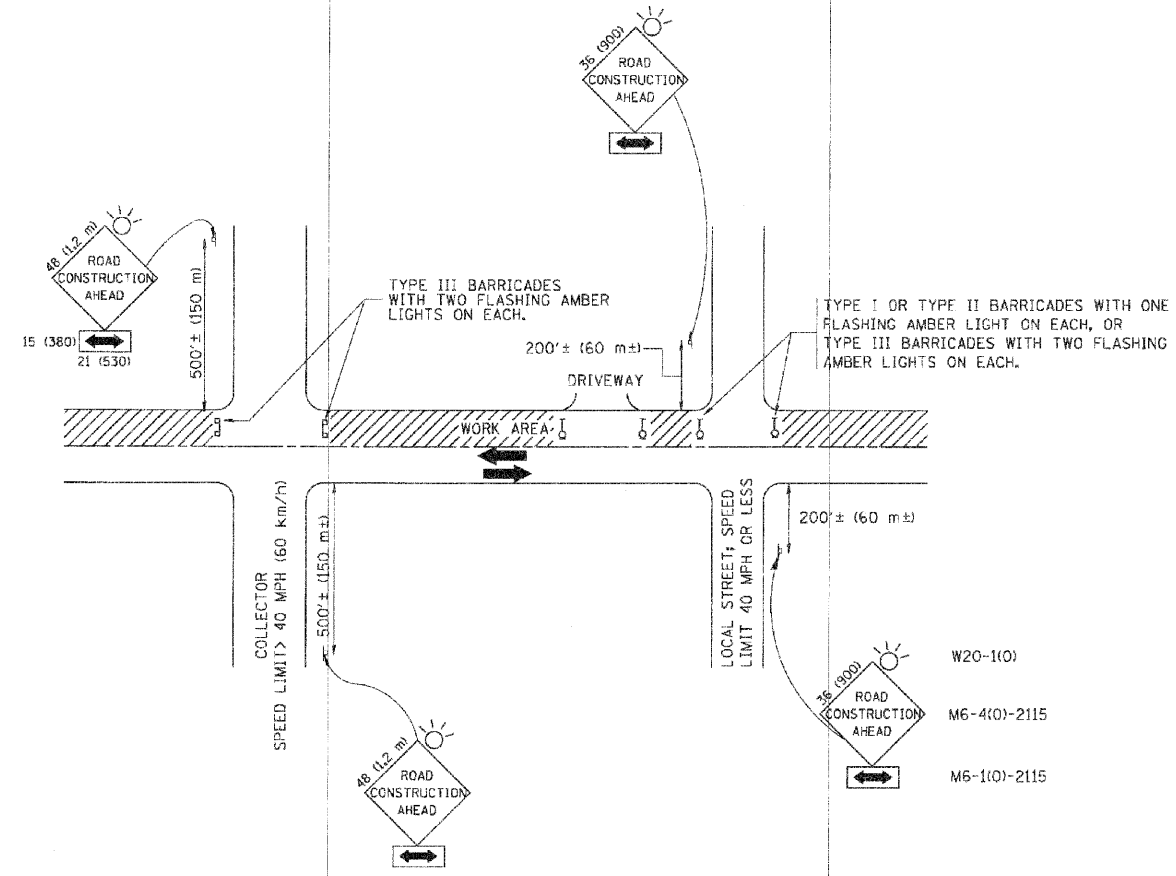 36 (900)
ROAD
CONSTRUCTION
AHEAD
48 (1.2 m)
ROAD
CONSTRUCTION
AHEAD
15 (380)
21 (530)
500'± (150 m)
TYPE III BARRICADES
WITH TWO FLASHING AMBER
LIGHTS ON EACH.
200'± (60 m±)
DRIVEWAY
TYPE I OR TYPE II BARRICADES WITH ONE
FLASHING AMBER LIGHT ON EACH, OR
TYPE III BARRICADES WITH TWO FLASHING
AMBER LIGHTS ON EACH.
WORK AREA
COLLECTOR
SPEED LIMIT> 40 MPH (60 km/h)
500'± (150 m±)
LOCAL STREET; SPEED
LIMIT 40 MPH OR LESS
200'± (60 m±)
36 (900)
ROAD
CONSTRUCTION
AHEAD
W20-1(O)
M6-4(O)-2115
M6-1(O)-2115
48 (1.2 m)
ROAD
CONSTRUCTION
AHEAD